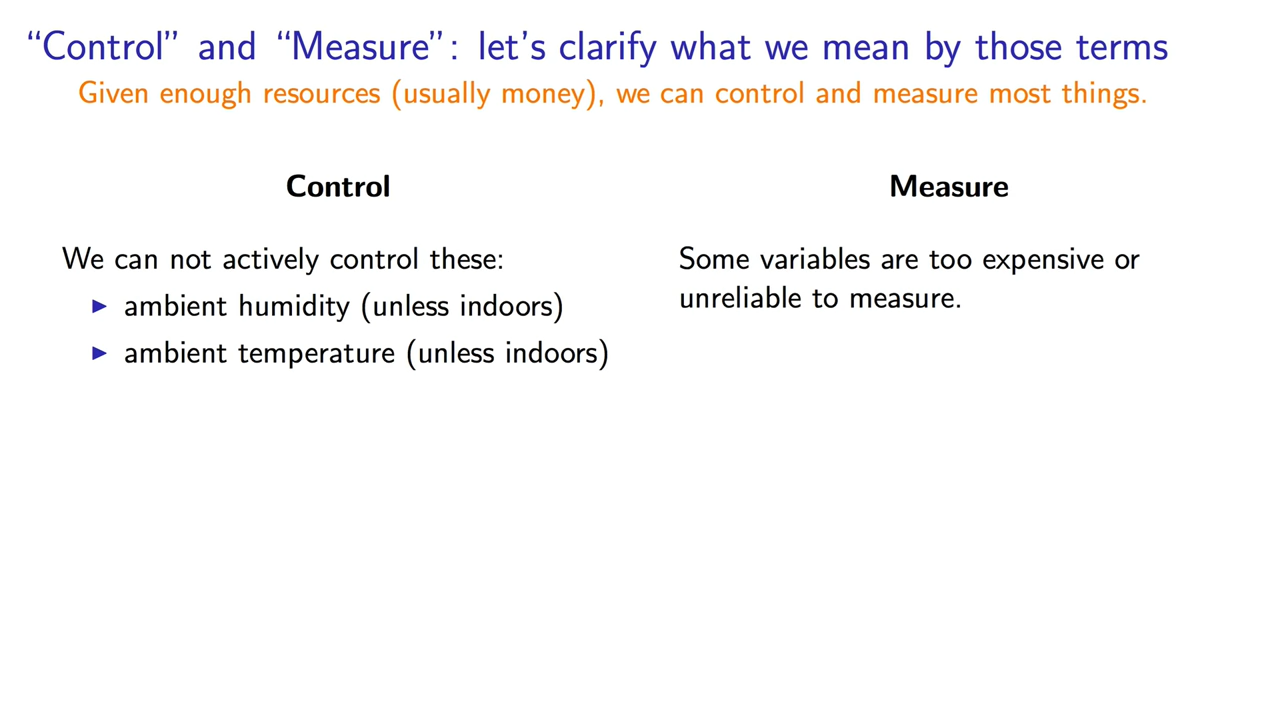 “Control” and “Measure”: let’s clarify what we mean by those terms
Given enough resources (usually money), we can control and measure most things.
Control
We can not actively control these:
▶ ambient humidity (unless indoors)
▶ ambient temperature (unless indoors)
Measure
Some variables are too expensive or
unreliable to measure.